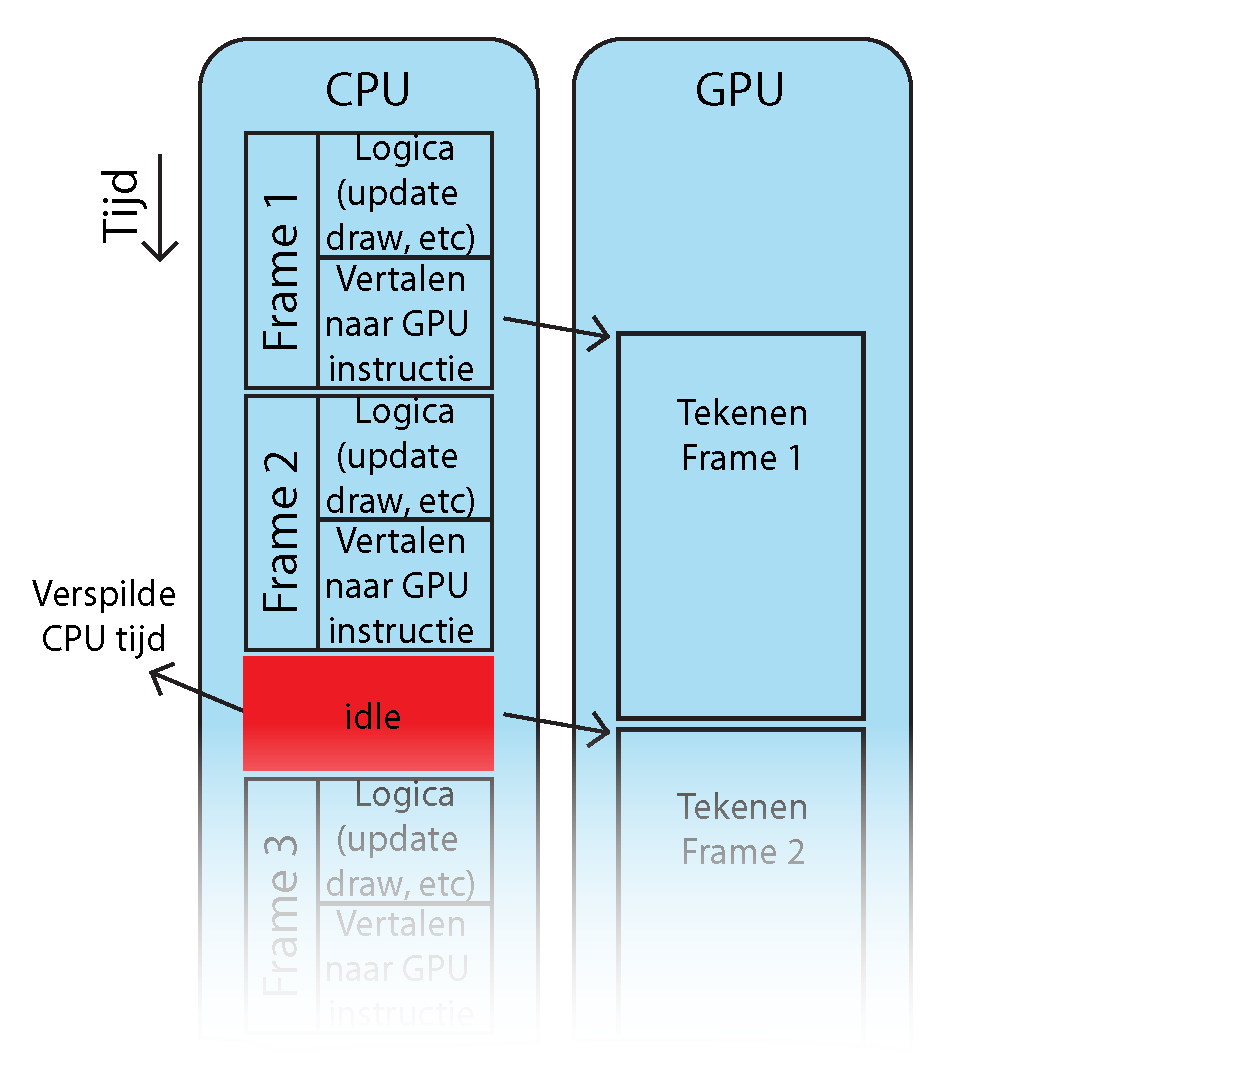 CPU
GPU
Tijd
Frame 1
Logica
(update
draw, etc)
Vertalen
naar GPU
instructie
Tekenen
Frame 1
Frame 2
Logica
(update
draw, etc)
Vertalen
naar GPU
instructie
Verspilde
CPU tijd
idle
Tekenen
Frame 2
Frame 3
Logica
(update
draw, etc)
Vertalen
naar GPU
instructie